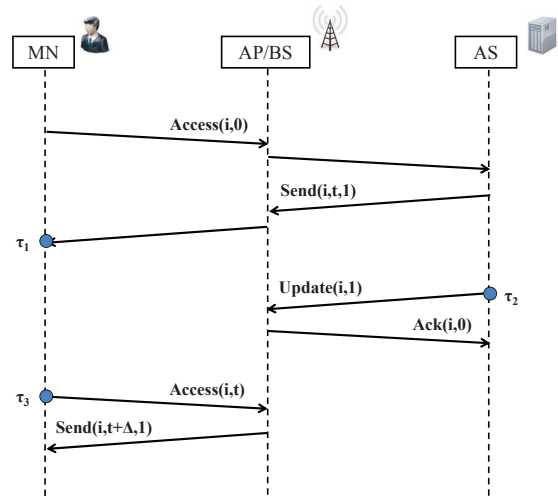 MN
AP/BS
AS
Access(i,0)
Send(i,t,1)
τ1
Update(i,1)
τ2
Ack(i,0)
τ3
Access(i,t)
Send(i,t+Δ,1)